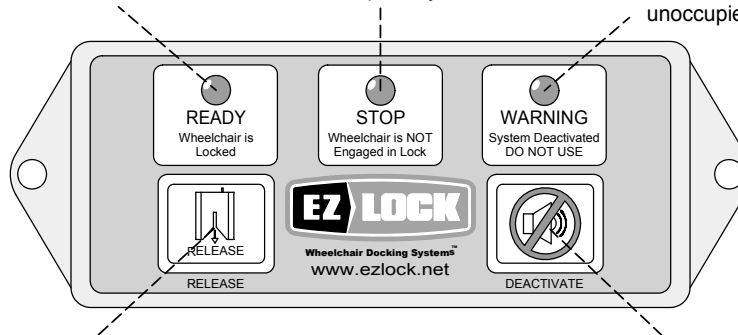 unoccupie
READY
Wheelchair is
Locked
STOP
Wheelchair is NOT
Engaged in Lock
WARNING
System Deactivated
DO NOT USE
RELEASE
RELEASE
EZ LOCK
Wheelchair Docking Systems™
www.ezlock.net
DEACTIVATE